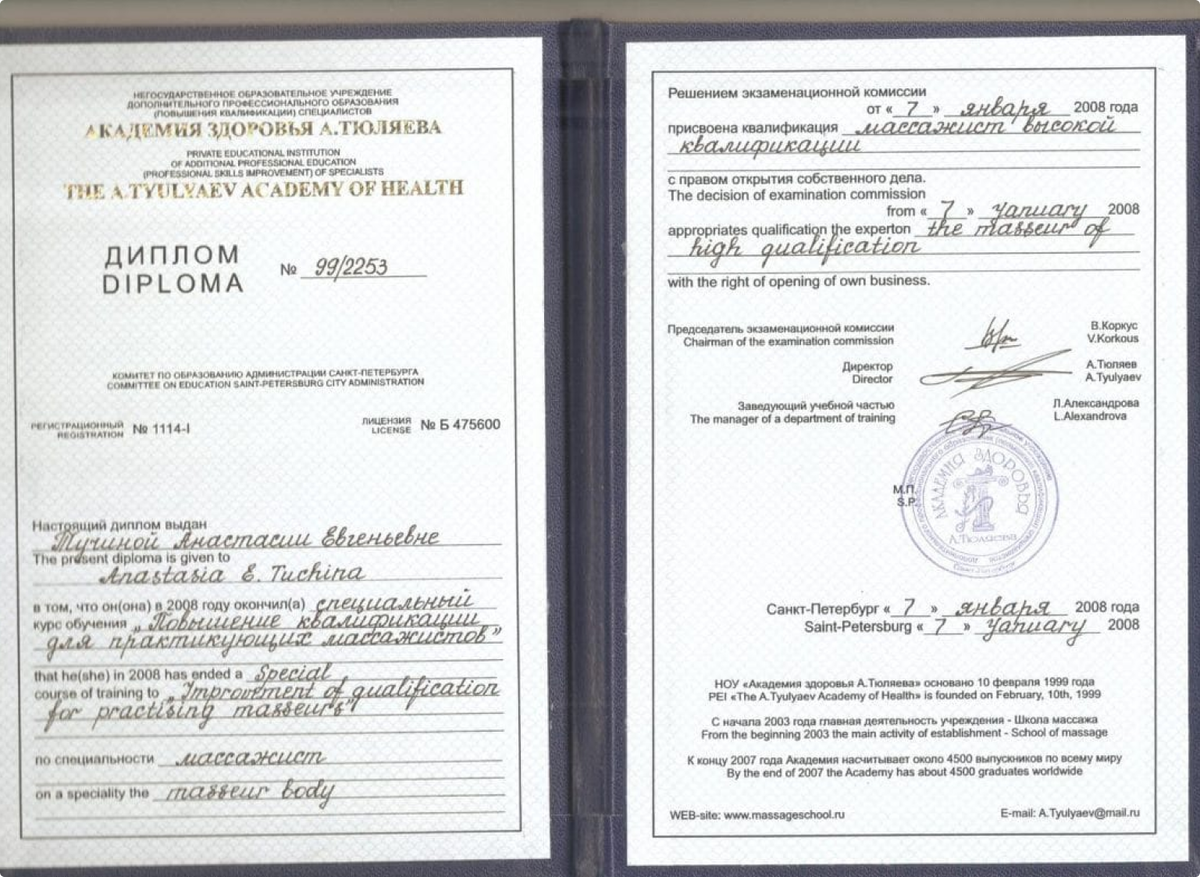 НЕГОСУДАРСТВЕННОЕ ОБРАЗОВАТЕЛЬНОЕ УЧРЕЖДЕНИЕ
ДОПОЛНИТЕЛЬНОГО ПРОФЕССИОНАЛЬНОГО ОБРАЗОВАНИЯ
(ПОВЫШЕНИЯ КВАЛИФИКАЦИИ) СПЕЦИАЛИСТОВ
АКАДЕМИЯ ЗДОРОВЬЯ А.ТЮЛЯЕВА
PRIVATE EDUCATIONAL INSTITUTION
OF ADDITIONAL PROFESSIONAL EDUCATION
(PROFESSIONAL SKILLS IMPROVEMENT) OF SPECIALISTS
THE A.TYULYAEV ACADEMY OF HEALTH
ДИПЛОМ
DIPLOMA
№ 99/2253
КОМИТЕТ ПО ОБРАЗОВАНИЮ АДМИНИСТРАЦИИ САНКТ-ПЕТЕРБУРГА
COMMITTEE ON EDUCATION SAINT-PETERSBURG CITY ADMINISTRATION
РЕГИСТРАЦИОННЫЙ
REGISTRATION № 1114-I
ЛИЦЕНЗИЯ
LICENSE № Б 475600
Настоящий диплом выдан
Тучиной Анастасии Евгеньевне
The present diploma is given to
Anastasia E. Tuchina
в том, что он(она) в 2008 году окончил(а) специальный
курс обучения „Повышение квалификации
для практикующих массажистов"
that he(she) in 2008 has ended a Special
course of training to „Improvement of qualification
for practising masseurs"
по специальности массажист
on a speciality the masseur body
Решением экзаменационной комиссии
от « 7 » января 2008 года
присвоена квалификация массажист высокой
квалификации
с правом открытия собственного дела.
The decision of examination commission
from « 7 » yanuary 2008
appropriates qualification the experton the masseur of
high qualification
with the right of opening of own business.
Председатель экзаменационной комиссии
Chairman of the examination commission
В.Коркус
V.Korkous
Директор
Director
А.Тюляев
A.Tyulyaev
Заведующий учебной частью
The manager of a department of training
Л.Александрова
L.Alexandrova
М.П.
S.P.
АКАДЕМИЯ ЗДОРОВЬЯ
А.Тюляева
Санкт-Петербург
Санкт-Петербург « 7 » января 2008 года
Saint-Petersburg « 7 » yanuary 2008
НОУ «Академия здоровья А.Тюляева» основано 10 февраля 1999 года
PEI «The A.Tyulyaev Academy of Health» is founded on February, 10th, 1999
С начала 2003 года главная деятельность учреждения - Школа массажа
From the beginning 2003 the main activity of establishment - School of massage
К концу 2007 года Академия насчитывает около 4500 выпускников по всему миру
By the end of 2007 the Academy has about 4500 graduates worldwide
WEB-site: www.massageschool.ru
E-mail: A.Tyulyaev@mail.ru